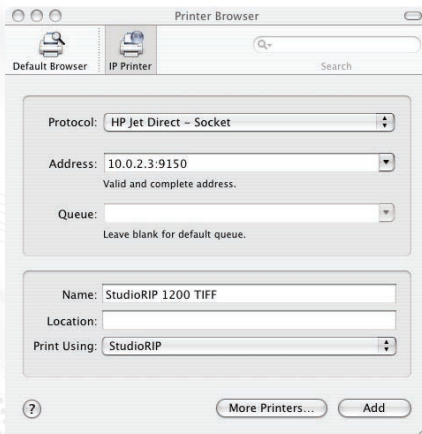 Printer Browser
Default Browser
IP Printer
Search
Protocol: HP Jet Direct – Socket
Address: 10.0.2.3:9150
Valid and complete address.
Queue:
Leave blank for default queue.
Name: StudioRIP 1200 TIFF
Location:
Print Using: StudioRIP
?
More Printers...
Add